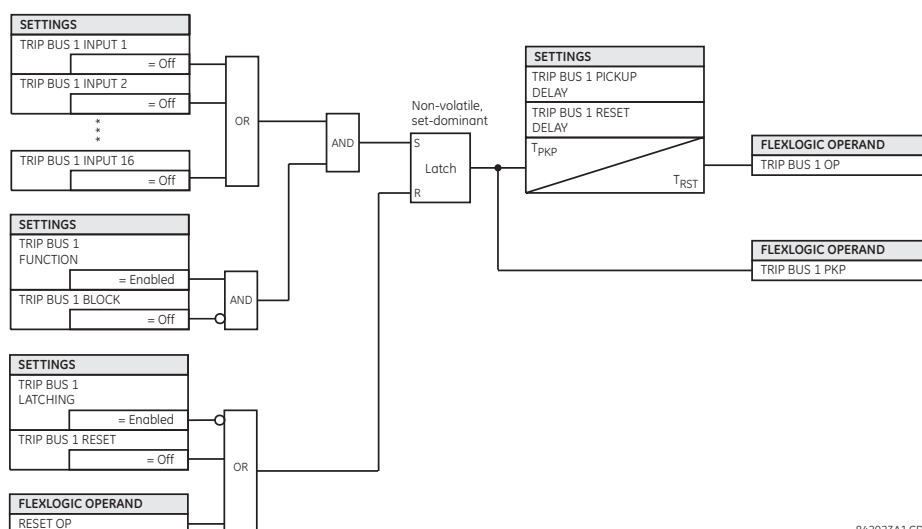 SETTINGS
TRIP BUS 1 INPUT 1
= Off
TRIP BUS 1 INPUT 2
= Off
***
TRIP BUS 1 INPUT 16
= Off
OR
SETTINGS
TRIP BUS 1
FUNCTION
= Enabled
TRIP BUS 1 BLOCK
= Off
AND
SETTINGS
TRIP BUS 1
LATCHING
= Enabled
TRIP BUS 1 RESET
= Off
OR
FLEXLOGIC OPERAND
RESET OP
AND
Non-volatile,
set-dominant
S
Latch
R
SETTINGS
TRIP BUS 1 PICKUP
DELAY
TRIP BUS 1 RESET
DELAY
TPKP
TRST
FLEXLOGIC OPERAND
TRIP BUS 1 OP
FLEXLOGIC OPERAND
TRIP BUS 1 PKP